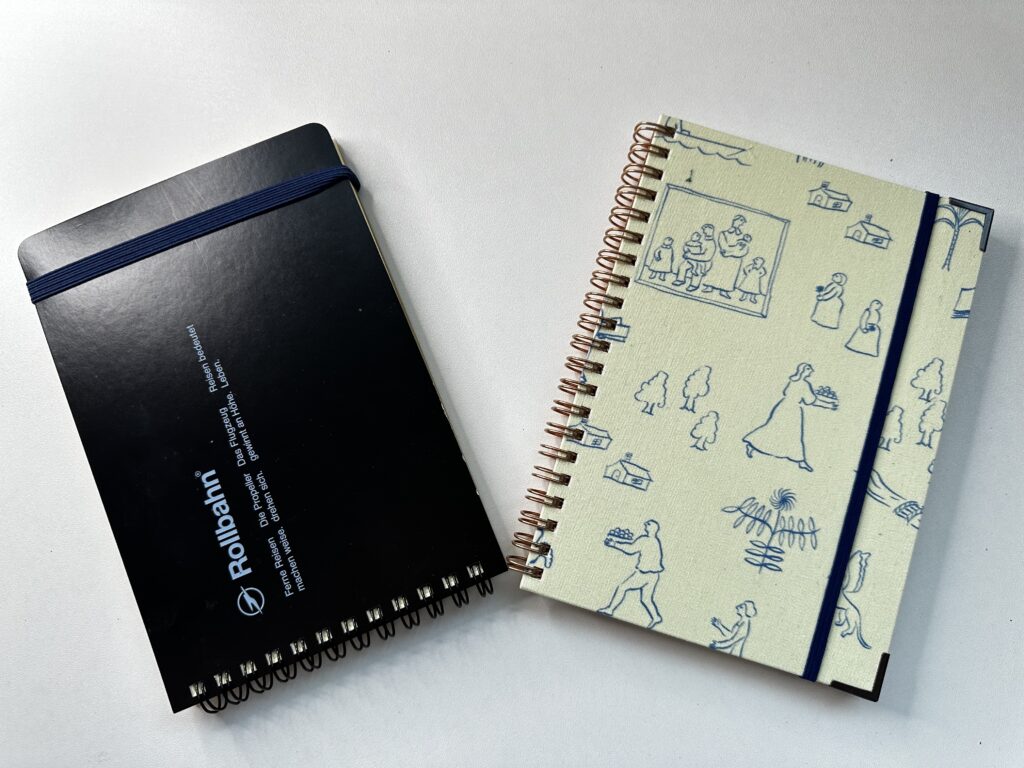 Rollbahn®
Ferne Reisen Die Propeller Das Flugzeug Reisen bedeutet
machen weise. drehen sich. gewinnt an Höhe. Leben.